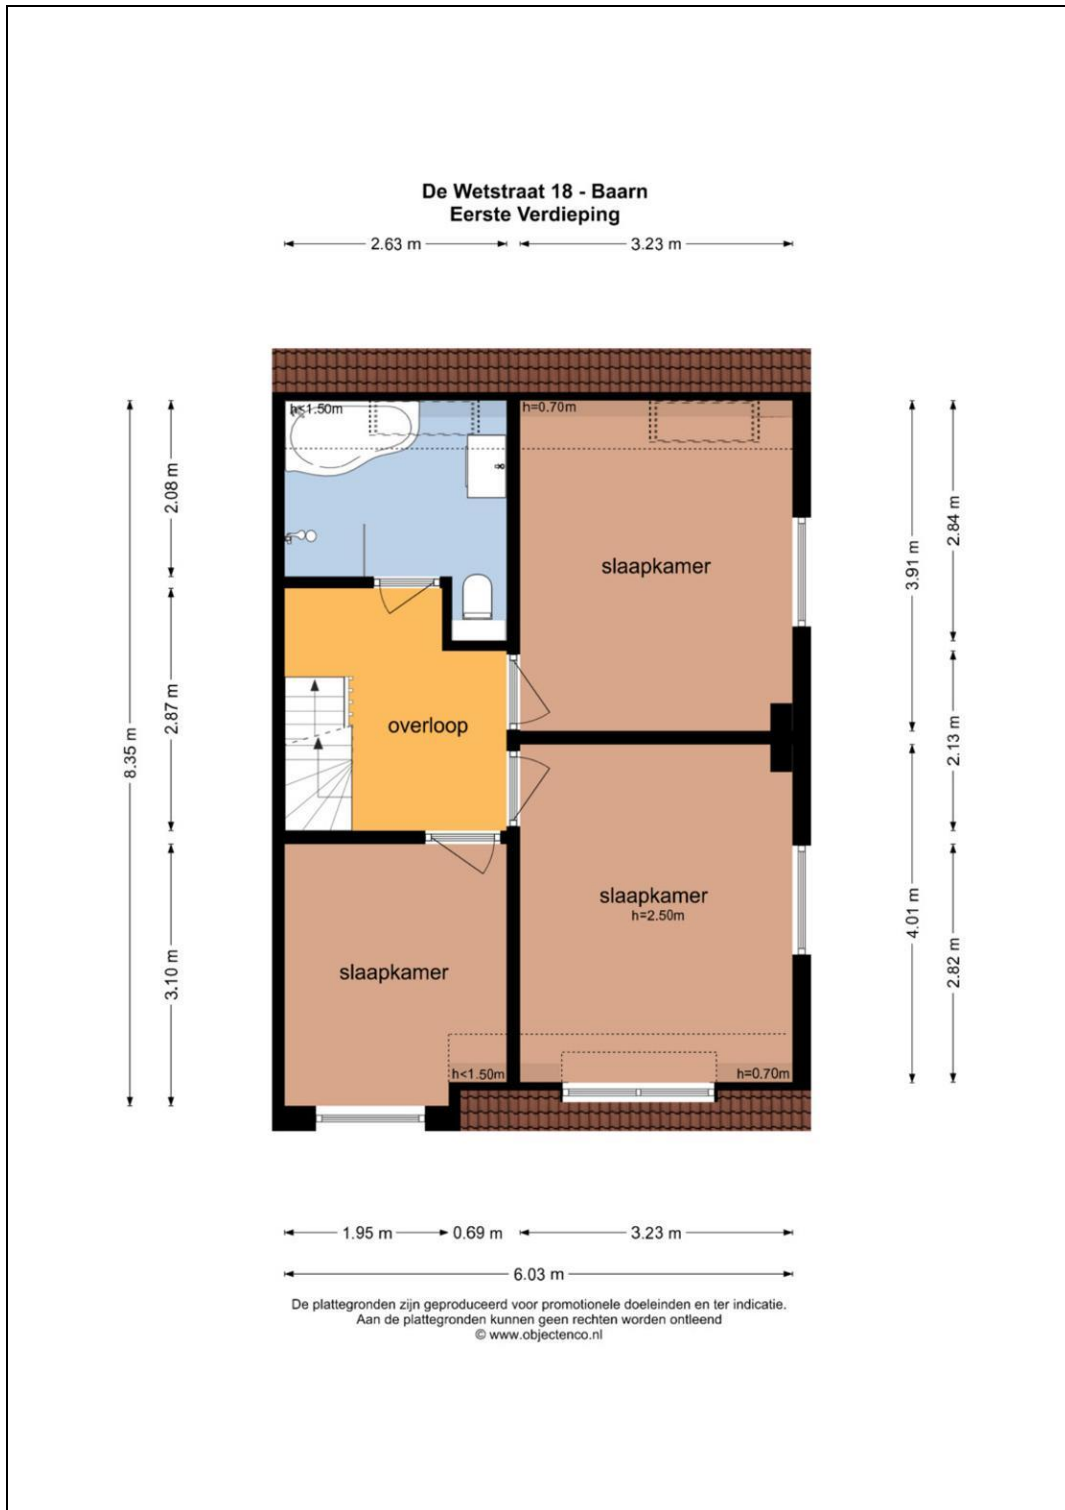 De Wetstraat 18 - Baarn
Eerste Verdieping
2.63 m
3.23 m
h<1.50m
h=0.70m
2.08 m
2.84 m
3.91 m
slaapkamer
2.87 m
overloop
8.35 m
2.13 m
slaapkamer
h=2.50m
4.01 m
2.82 m
slaapkamer
3.10 m
h<1.50m
h=0.70m
1.95 m
0.69 m
3.23 m
6.03 m
De plattegronden zijn geproduceerd voor promotionele doeleinden en ter indicatie.
Aan de plattegronden kunnen geen rechten worden ontleend
© www.objectenco.nl